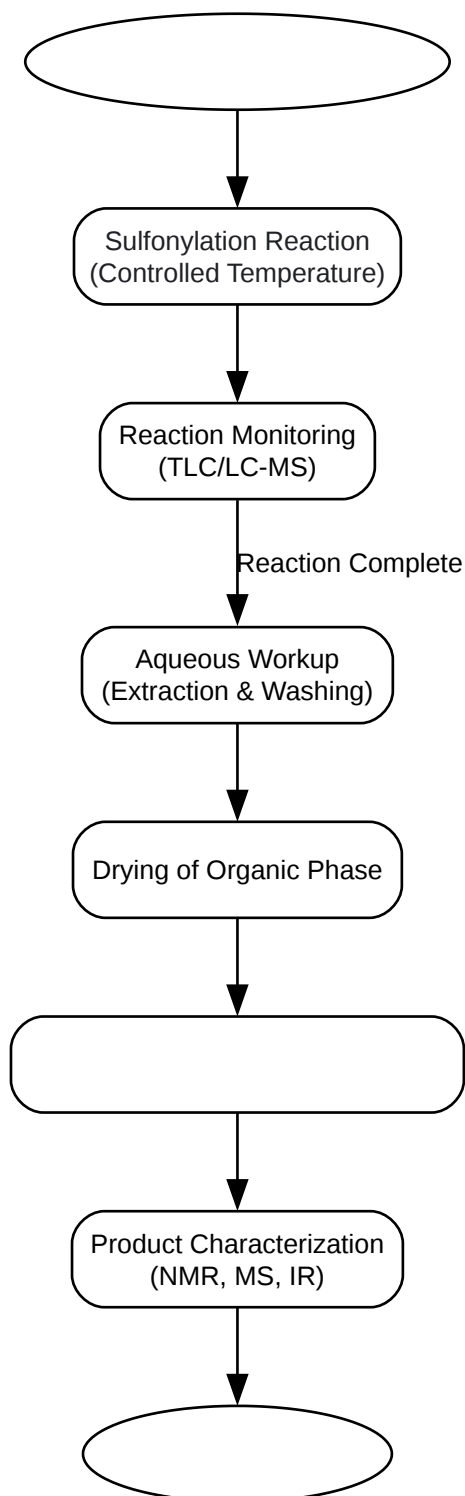 Sulfonylation Reaction
(Controlled Temperature)
Reaction Monitoring
(TLC/LC-MS)
Reaction Complete
Aqueous Workup
(Extraction & Washing)
Drying of Organic Phase
Product Characterization
(NMR, MS, IR)